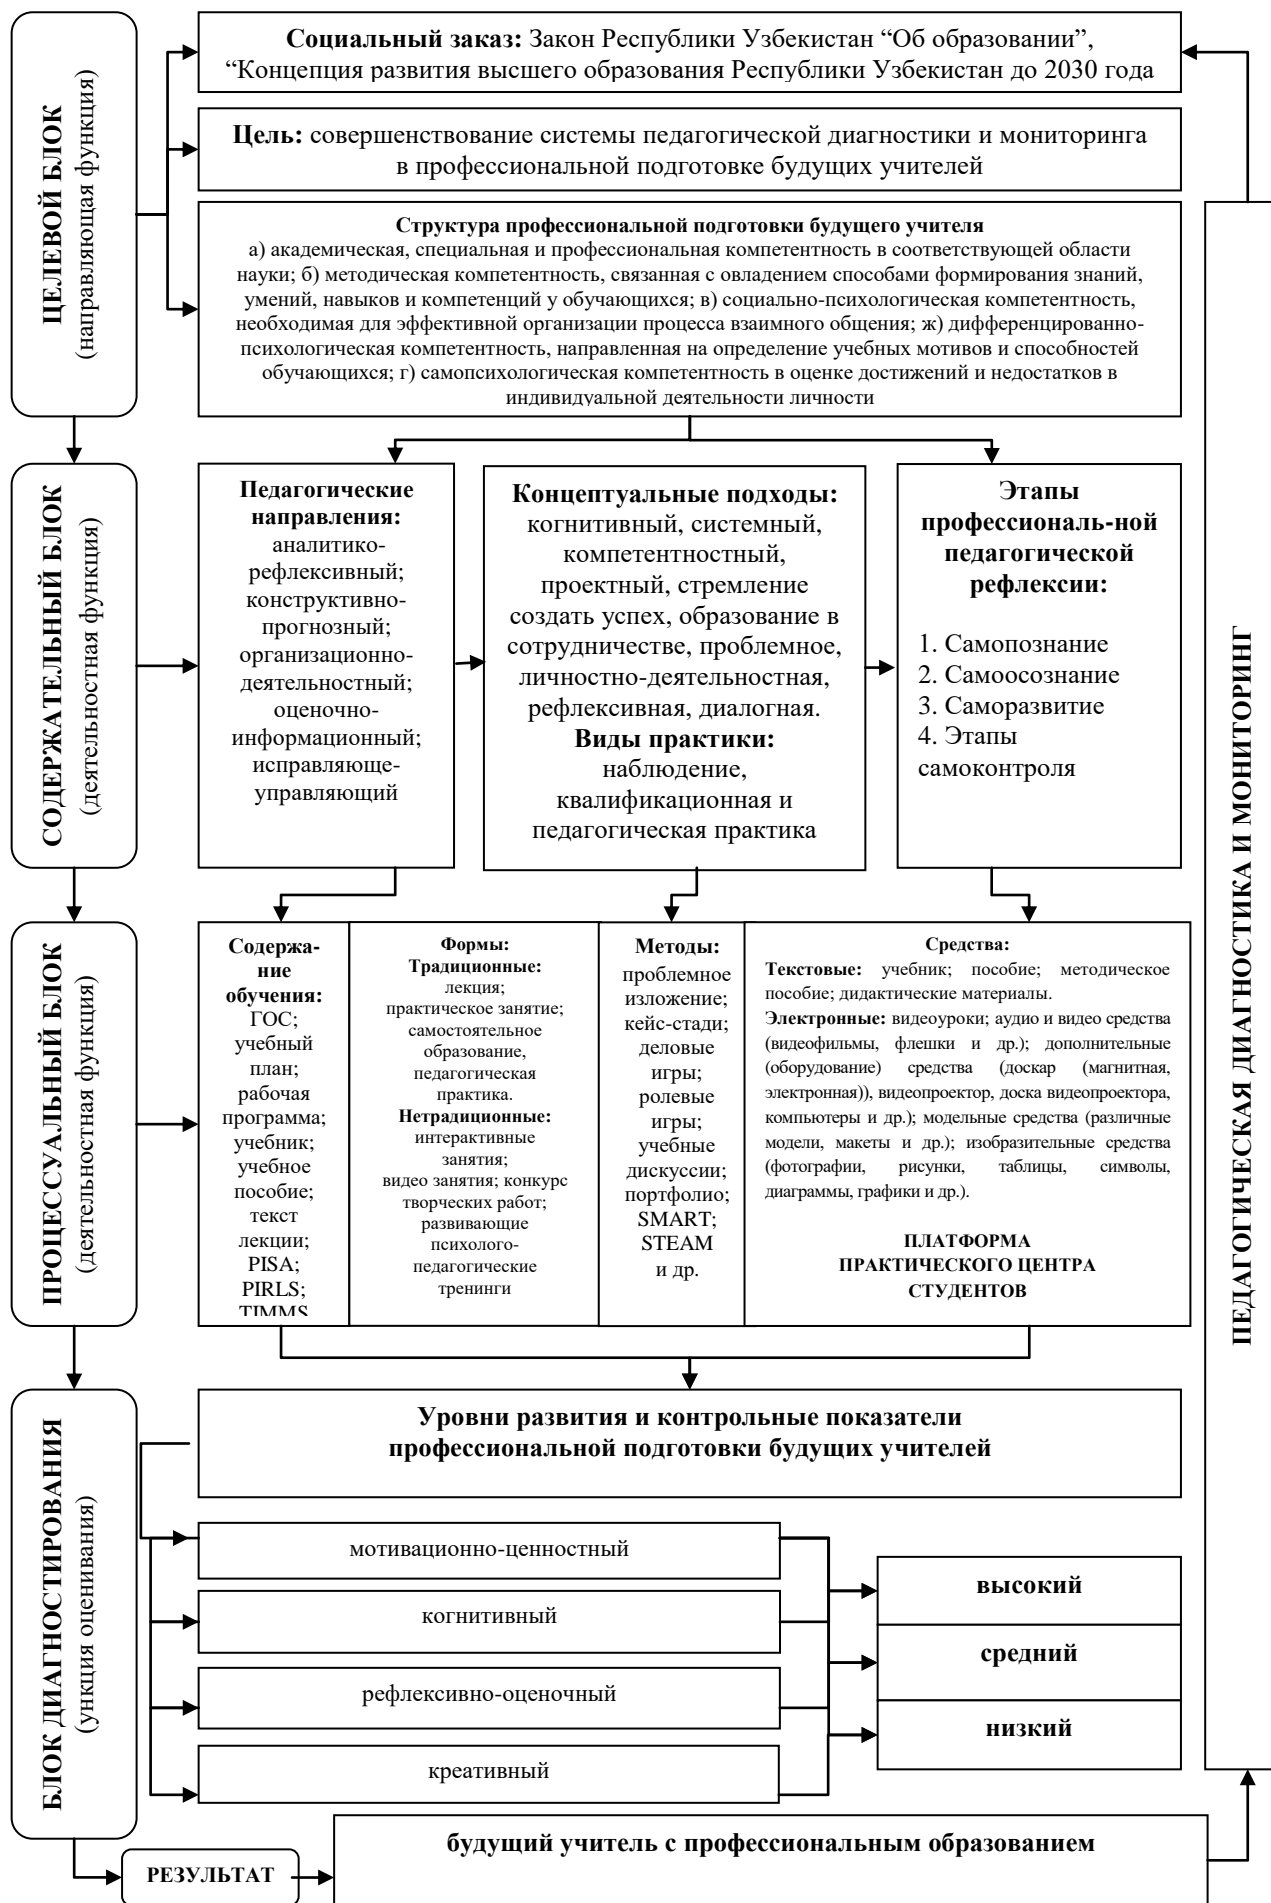 Социальный заказ: Закон Республики Узбекистан “Об образовании”,
“Концепция развития высшего образования Республики Узбекистан до 2030 года
ЦЕЛЕВОЙ БЛОК
(направляющая функция)
Цель: совершенствование системы педагогической диагностики и мониторинга
в профессиональной подготовке будущих учителей
Структура профессиональной подготовки будущего учителя
а) академическая, специальная и профессиональная компетентность в соответствующей области
науки; б) методическая компетентность, связанная с овладением способами формирования знаний,
умений, навыков и компетенций у обучающихся; в) социально-психологическая компетентность,
необходимая для эффективной организации процесса взаимного общения; ж) дифференцированно-
психологическая компетентность, направленная на определение учебных мотивов и способностей
обучающихся; г) самопсихологическая компетентность в оценке достижений и недостатков в
индивидуальной деятельности личности
СОДЕРЖАТЕЛЬНЫЙ БЛОК
(деятельностная функция)
Педагогические
направления:
аналитико-
рефлексивный;
конструктивно-
прогнозный;
организационно-
деятельностный;
оценочно-
информационный;
исправляюще-
управляющий
Концептуальные подходы:
когнитивный, системный,
компетентностный,
проектный, стремление
создать успех, образование в
сотрудничестве, проблемное,
личностно-деятельностная,
рефлексивная, диалогная.
Виды практики:
наблюдение,
квалификационная и
педагогическая практика
Этапы
профессиональ-ной
педагогической
рефлексии:
1. Самопознание
2. Самоосознание
3. Саморазвитие
4. Этапы
самоконтроля
ПЕДАГОГИЧЕСКАЯ ДИАГНОСТИКА И МОНИТОРИНГ
ПРОЦЕССУАЛЬНЫЙ БЛОК
(деятельностная функция)
Содержа-
ние
обучения:
ГОС;
учебный
план;
рабочая
программа;
учебник;
учебное
пособие;
текст
лекции;
PISA;
PIRLS;
TIMMS
Формы:
Традиционные:
лекция;
практическое занятие;
самостоятельное
образование,
педагогическая
практика.
Нетрадиционные:
интерактивные
занятия;
видео занятия; конкурс
творческих работ;
развивающие
психолого-
педагогические
тренинги
Методы:
проблемное
изложение;
кейс-стади;
деловые
игры;
ролевые
игры;
учебные
дискуссии;
портфолио;
SMART;
STEAM
и др.
Средства:
Текстовые: учебник; пособие; методическое
пособие; дидактические материалы.
Электронные: видеоуроки; аудио и видео средства
(видеофильмы, флешки и др.); дополнительные
(оборудование) средства (доскар (магнитная,
электронная)), видеопроектор, доска видеопроектора,
компьютеры и др.); модельные средства (различные
модели, макеты и др.); изобразительные средства
(фотографии, рисунки, таблицы, символы,
диаграммы, графики и др.).
ПЛАТФОРМА
ПРАКТИЧЕСКОГО ЦЕНТРА
СТУДЕНТОВ
БЛОК ДИАГНОСТИРОВАНИЯ
(ункция оценивания)
Уровни развития и контрольные показатели
профессиональной подготовки будущих учителей
мотивационно-ценностный
когнитивный
рефлексивно-оценочный
креативный
высокий
средний
низкий
РЕЗУЛЬТАТ
будущий учитель с профессиональным образованием